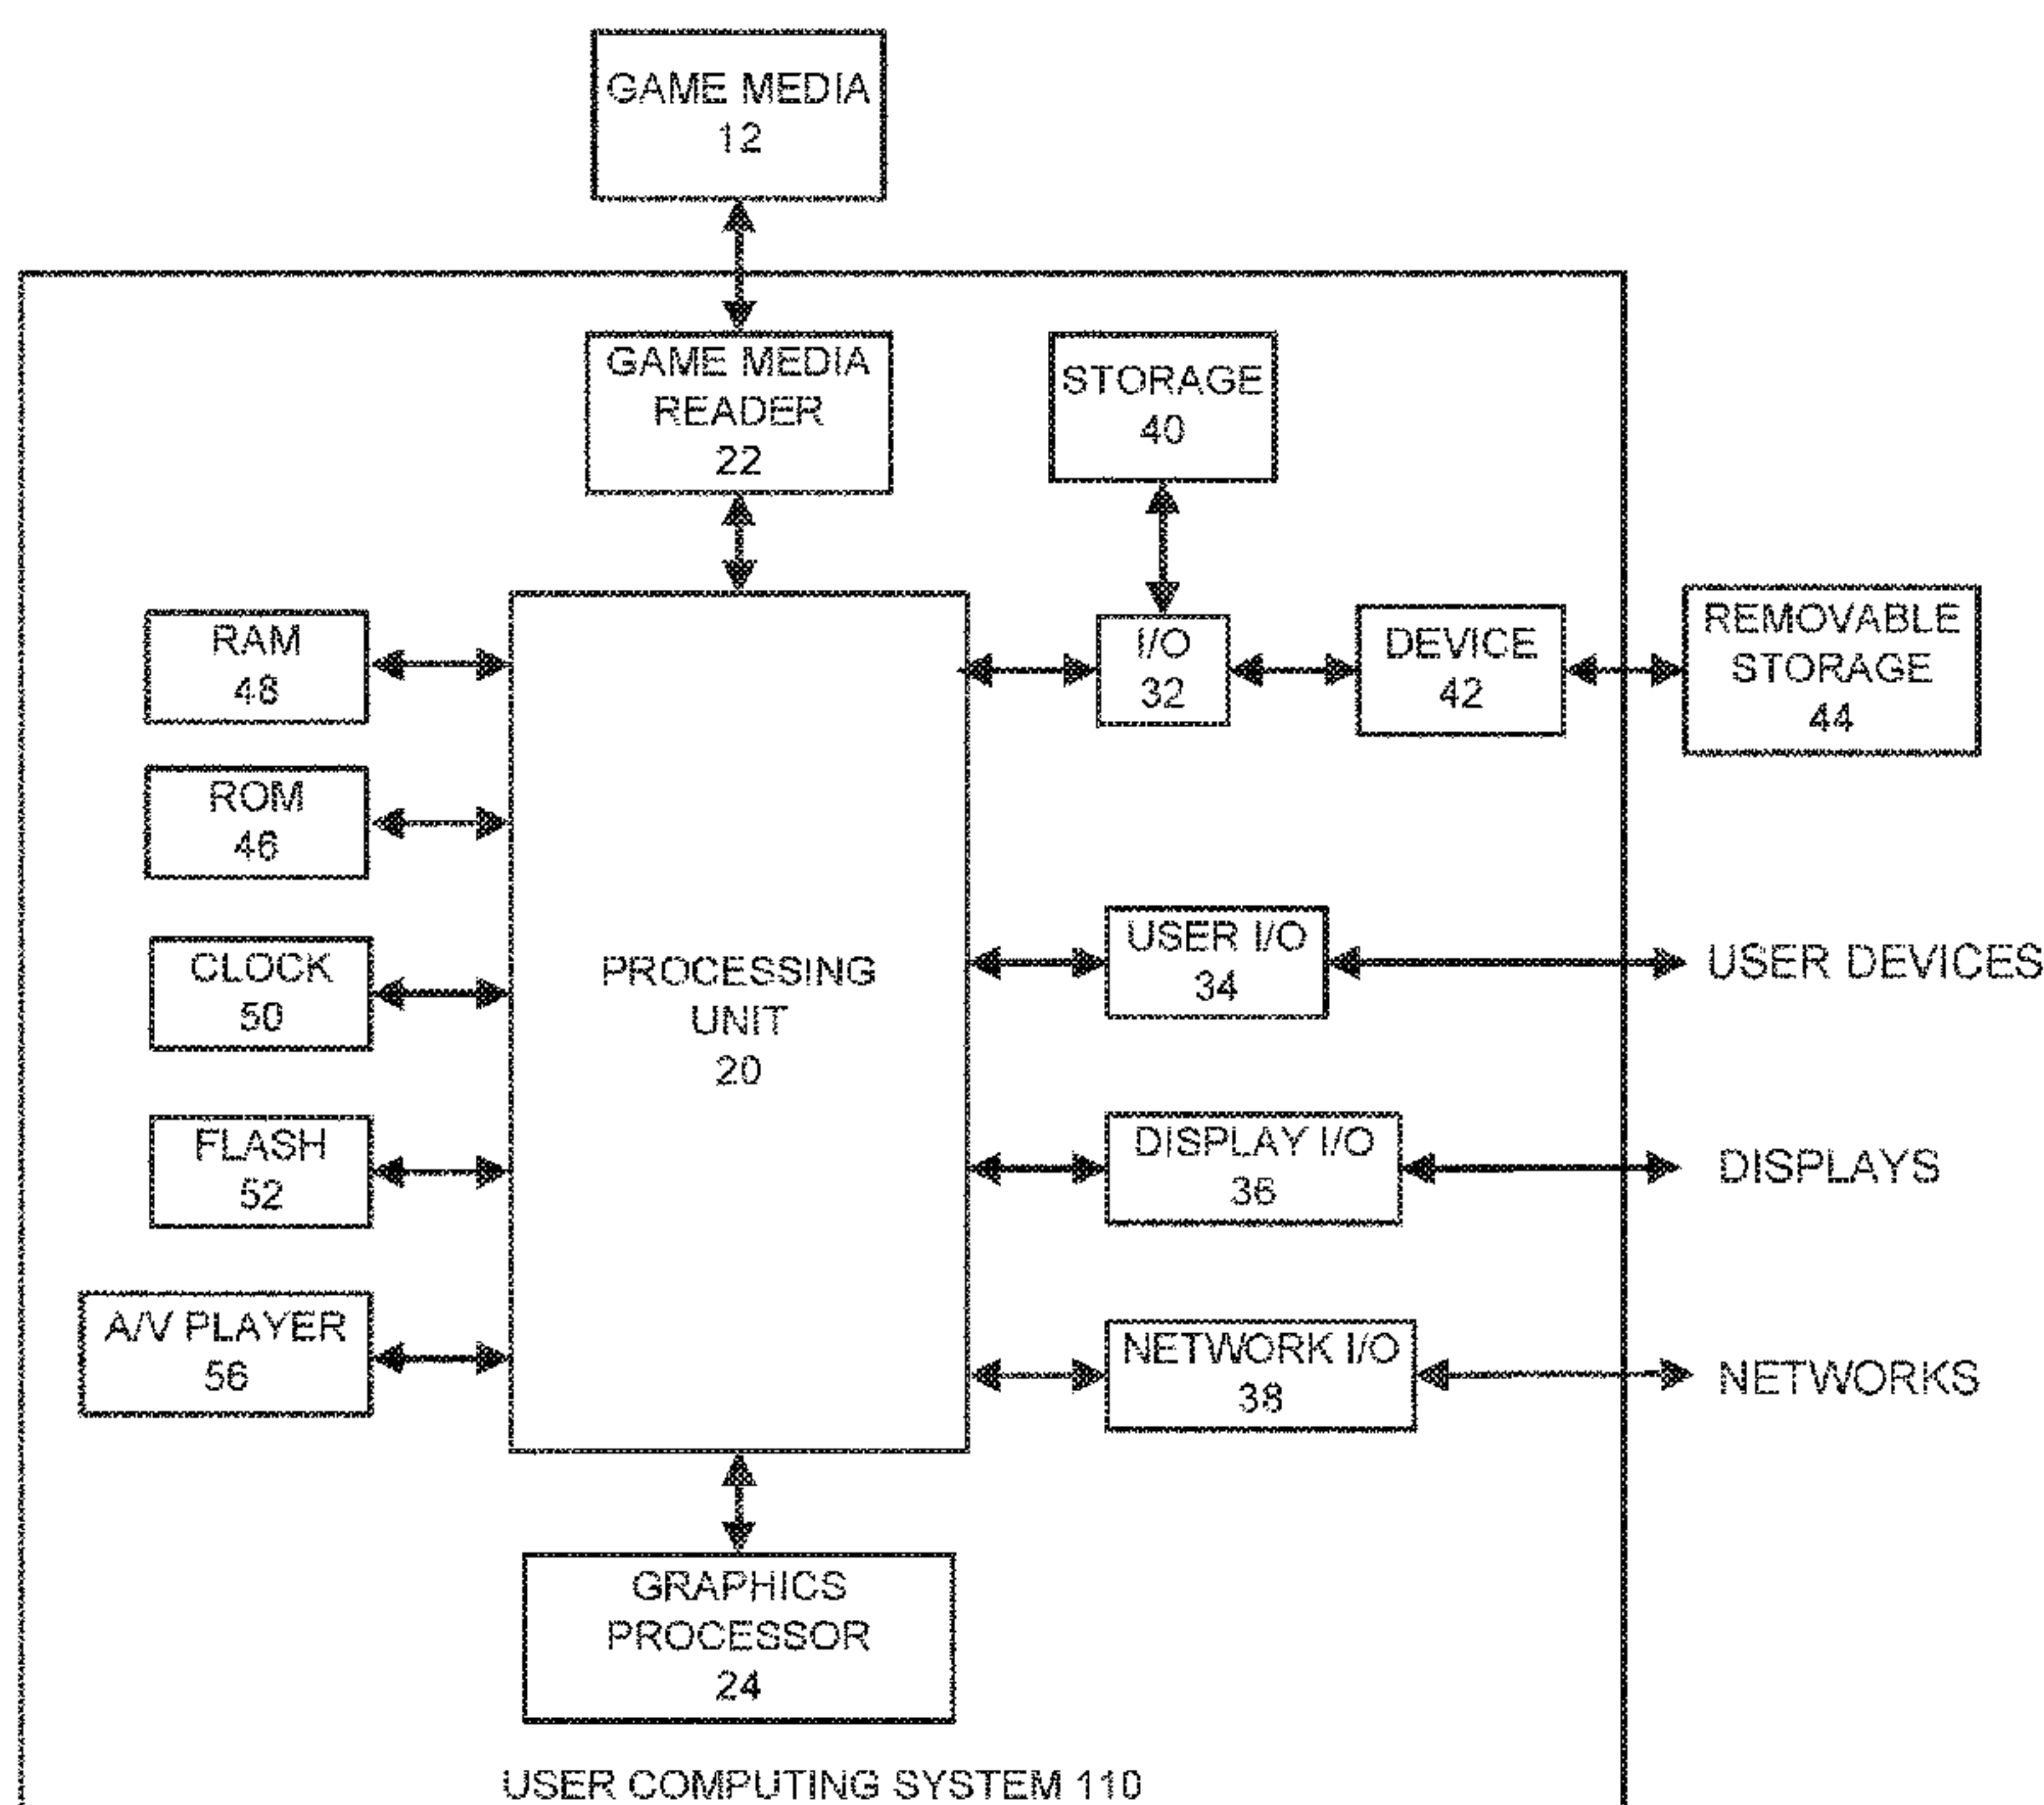 GAME MEDIA
12
GAME MEDIA
READER
22
STORAGE
40
RAM
48
I/O
32
DEVICE
42
REMOVABLE
STORAGE
44
ROM
46
CLOCK
50
PROCESSING
UNIT
20
USER I/O
34
USER DEVICES
FLASH
52
DISPLAY I/O
36
DISPLAYS
A/V PLAYER
56
NETWORK I/O
38
NETWORKS
GRAPHICS
PROCESSOR
24
USER COMPUTING SYSTEM 110